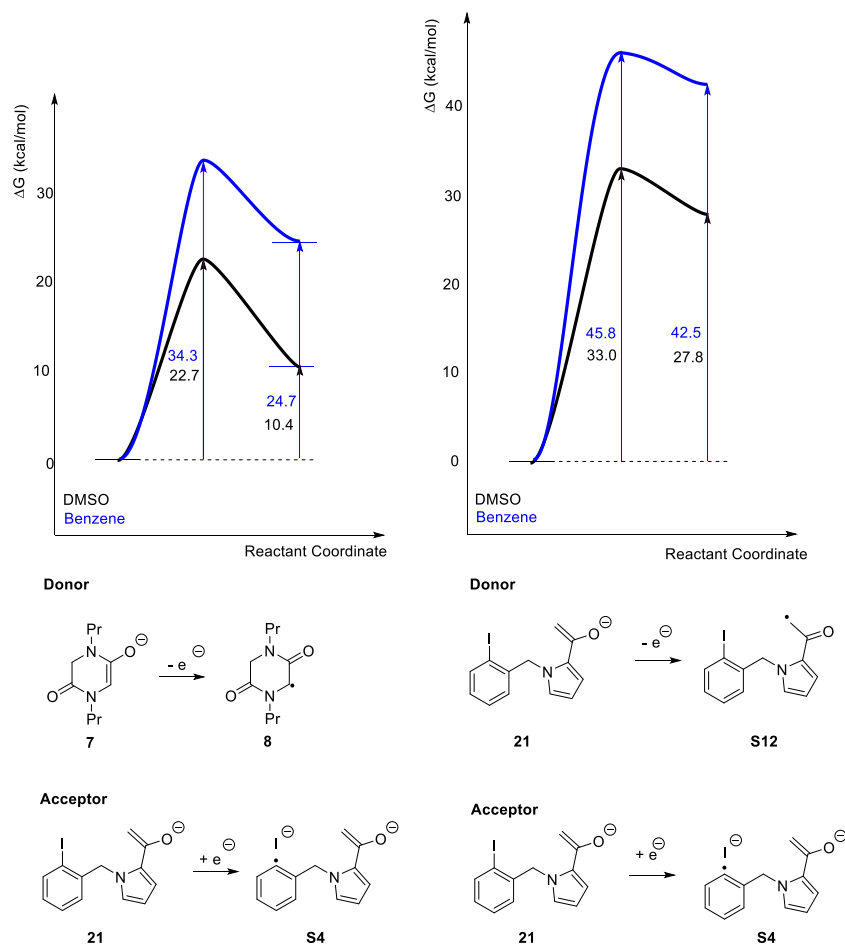 ΔG (kcal/mol)
30
20
10
0
34.3
22.7
24.7
10.4
DMSO
Benzene
Reactant Coordinate
ΔG (kcal/mol)
40
30
20
10
0
45.8
33.0
42.5
27.8
DMSO
Benzene
Reactant Coordinate
Donor
Pr
N
O ⊖
O
N
Pr
7
- e ⊖
Pr
N
O
O
N
Pr
8
Donor
I
N
O ⊖
21
- e ⊖
I
N
O
S12
Acceptor
I
N
O ⊖
21
+ e ⊖
I ⊖
N
O ⊖
S4
Acceptor
I
N
O ⊖
21
+ e ⊖
I ⊖
N
O ⊖
S4